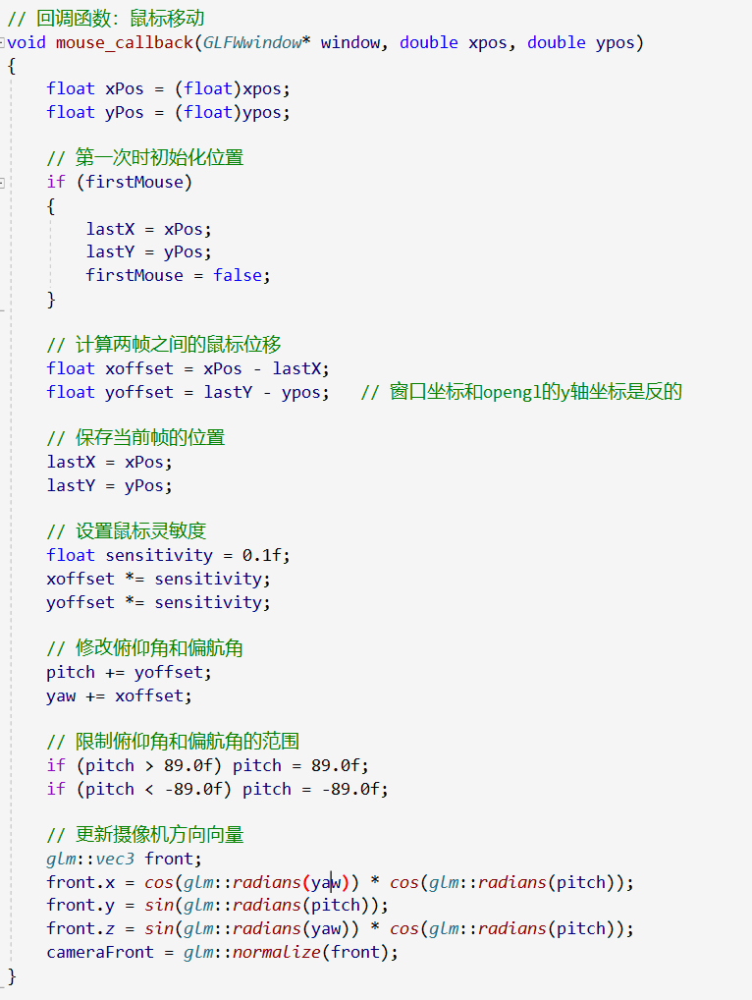 // 回调函数：鼠标移动
void mouse_callback(GLFWwindow* window, double xpos, double ypos)
{
    float xPos = (float)xpos;
    float yPos = (float)ypos;

    // 第一次时初始化位置
    if (firstMouse)
    {
        lastX = xPos;
        lastY = yPos;
        firstMouse = false;
    }

    // 计算两帧之间的鼠标位移
    float xoffset = xPos - lastX;
    float yoffset = lastY - ypos;   // 窗口坐标和opengl的y轴坐标是反的

    // 保存当前帧的位置
    lastX = xPos;
    lastY = yPos;

    // 设置鼠标灵敏度
    float sensitivity = 0.1f;
    xoffset *= sensitivity;
    yoffset *= sensitivity;

    // 修改俯仰角和偏航角
    pitch += yoffset;
    yaw += xoffset;

    // 限制俯仰角和偏航角的范围
    if (pitch > 89.0f) pitch = 89.0f;
    if (pitch < -89.0f) pitch = -89.0f;

    // 更新摄像机方向向量
    glm::vec3 front;
    front.x = cos(glm::radians(yaw)) * cos(glm::radians(pitch));
    front.y = sin(glm::radians(pitch));
    front.z = sin(glm::radians(yaw)) * cos(glm::radians(pitch));
    cameraFront = glm::normalize(front);
}